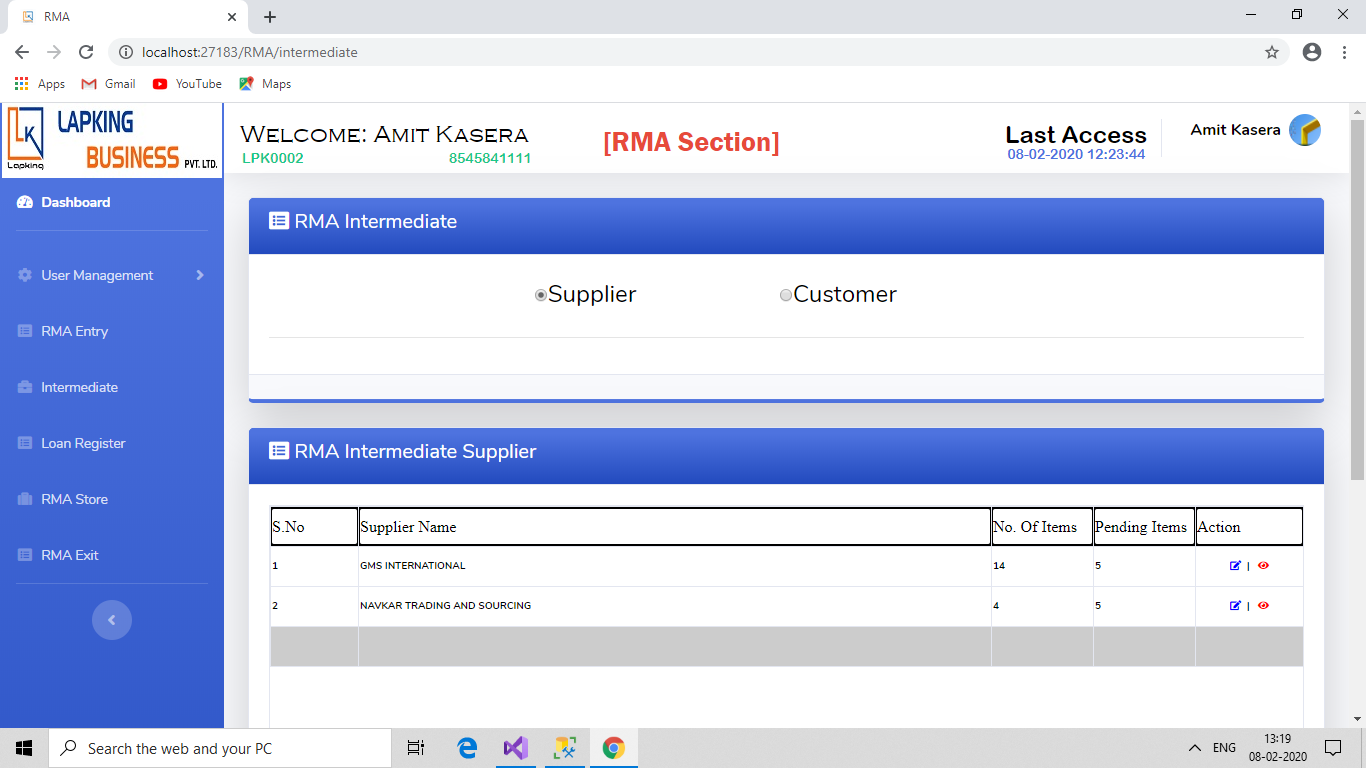 RMA
localhost:27183/RMA/intermediate
Apps Gmail YouTube Maps
LK
Lapking
LAPKING
BUSINESS PVT. LTD.
WELCOME: AMIT KASERA
LPK0002 8545841111
[RMA Section]
Last Access
08-02-2020 12:23:44
Amit Kasera
Dashboard
User Management
RMA Entry
Intermediate
Loan Register
RMA Store
RMA Exit
RMA Intermediate
Supplier Customer
RMA Intermediate Supplier
S.No Supplier Name No. Of Items Pending Items Action
1 GMS INTERNATIONAL 14 5 |
2 NAVKAR TRADING AND SOURCING 4 5 |
Search the web and your PC
ENG
13:19
08-02-2020